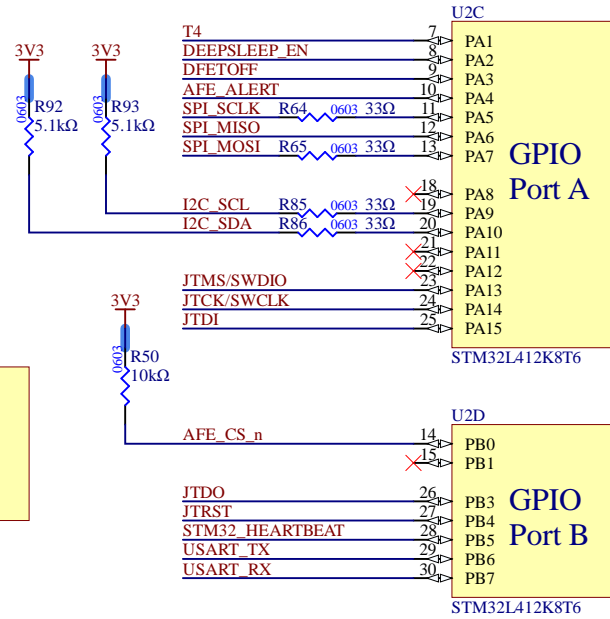 U2C
T4 7 PA1
DEEPSLEEP_EN 8 PA2
DFETOFF 9 PA3
AFE_ALERT 10 PA4
SPI_SCLK R64 0603 33Ω 11 PA5
SPI_MISO 12 PA6
SPI_MOSI R65 0603 33Ω 13 PA7
GPIO
Port A
3V3 3V3
0603 R92 0603 R93
5.1kΩ 5.1kΩ
18 PA8
I2C_SCL R85 0603 33Ω 19 PA9
I2C_SDA R86 0603 33Ω 20 PA10
21 PA11
22 PA12
JTMS/SWDIO 23 PA13
JTCK/SWCLK 24 PA14
JTDI 25 PA15
STM32L412K8T6
3V3
0603 R50
10kΩ
U2D
AFE_CS_n 14 PB0
15 PB1
JTDO 26 PB3
JTRST 27 PB4
STM32_HEARTBEAT 28 PB5
USART_TX 29 PB6
USART_RX 30 PB7
GPIO
Port B
STM32L412K8T6